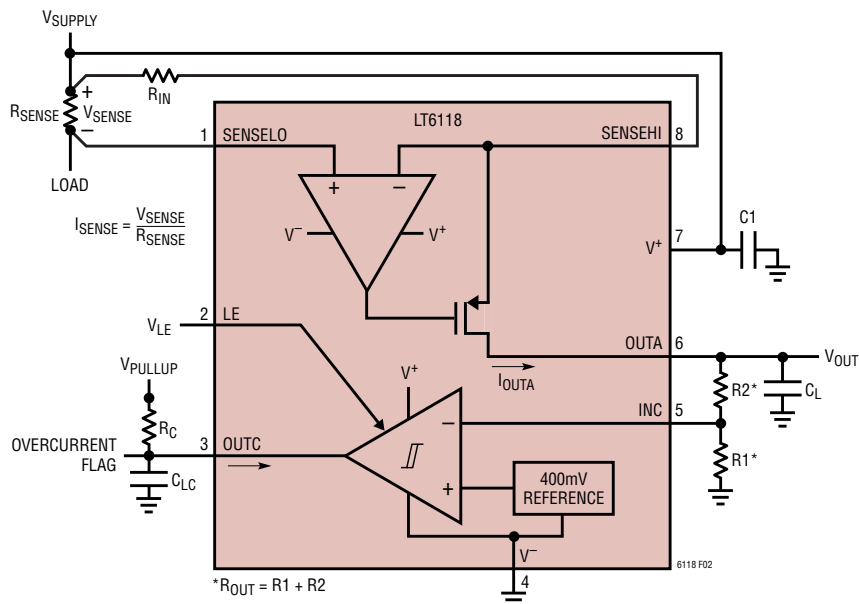 VSUPPLY
RIN
RSENSE
+
VSENSE
−
LOAD
ISENSE = VSENSE
RSENSE
LT6118
1
SENSELO
SENSEHI
8
+
−
V−
V+
V+
7
C1
VLE
2
LE
OUTA
6
VOUT
IOUTA
R2*
CL
VPULLUP
RC
V+
INC
5
−
R1*
OVERCURRENT
FLAG
3
OUTC
+
400mV
REFERENCE
CLC
V−
4
6118 F02
*ROUT = R1 + R2